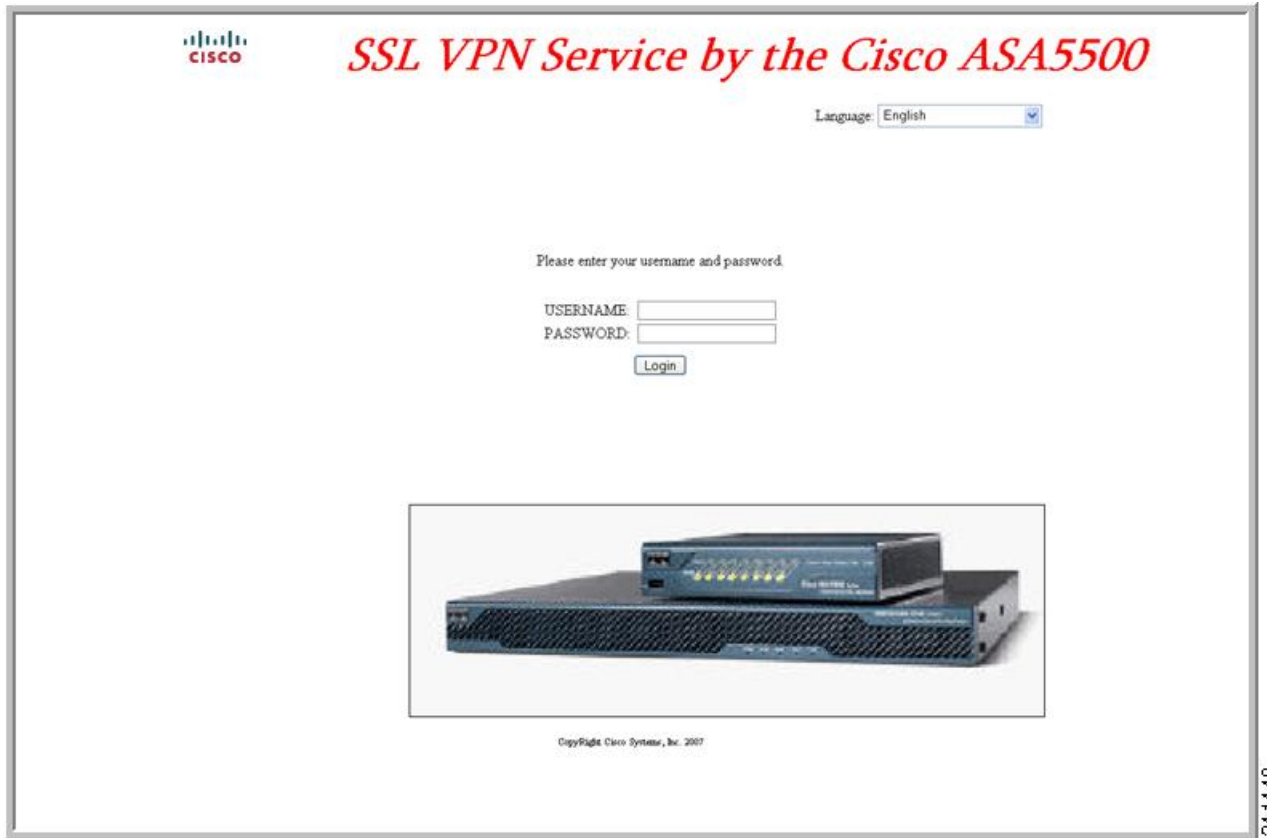 CISCO
SSL VPN Service by the Cisco ASA5500
Language: English
Please enter your username and password.
USERNAME:
PASSWORD:
Login
CopyRight Cisco Systems, Inc. 2007